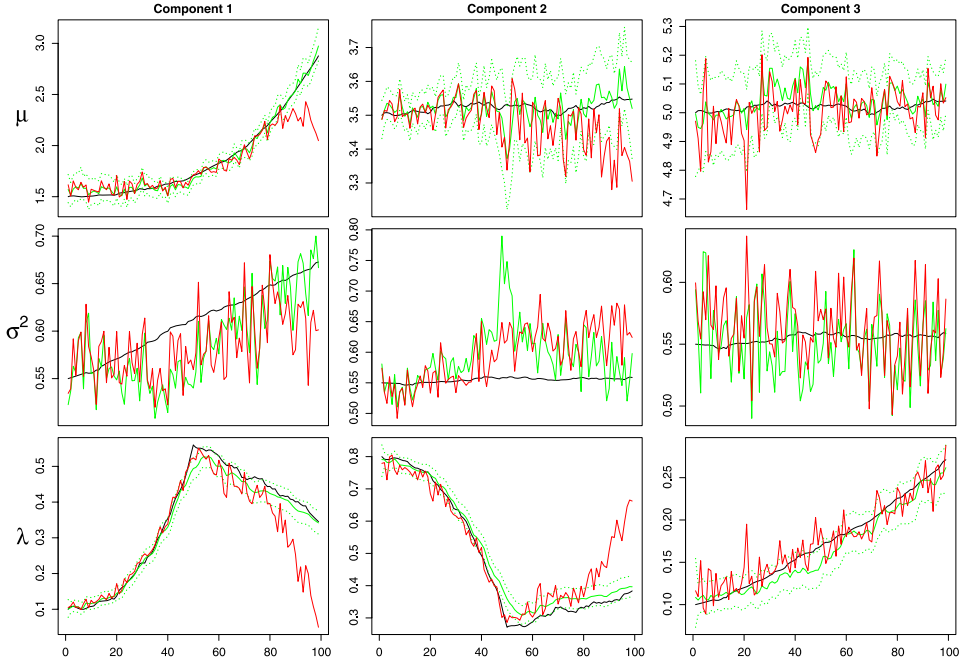 Component 1 Component 2 Component 3
μ 1.5 2.0 2.5 3.0 3.3 3.4 3.5 3.6 3.7 4.7 4.8 4.9 5.0 5.1 5.2 5.3
σ² 0.55 0.60 0.65 0.70 0.50 0.55 0.60 0.65 0.70 0.75 0.80 0.50 0.55 0.60
λ 0.1 0.2 0.3 0.4 0.5 0.3 0.4 0.5 0.6 0.7 0.8 0.10 0.15 0.20 0.25
0 20 40 60 80 100 0 20 40 60 80 100 0 20 40 60 80 100